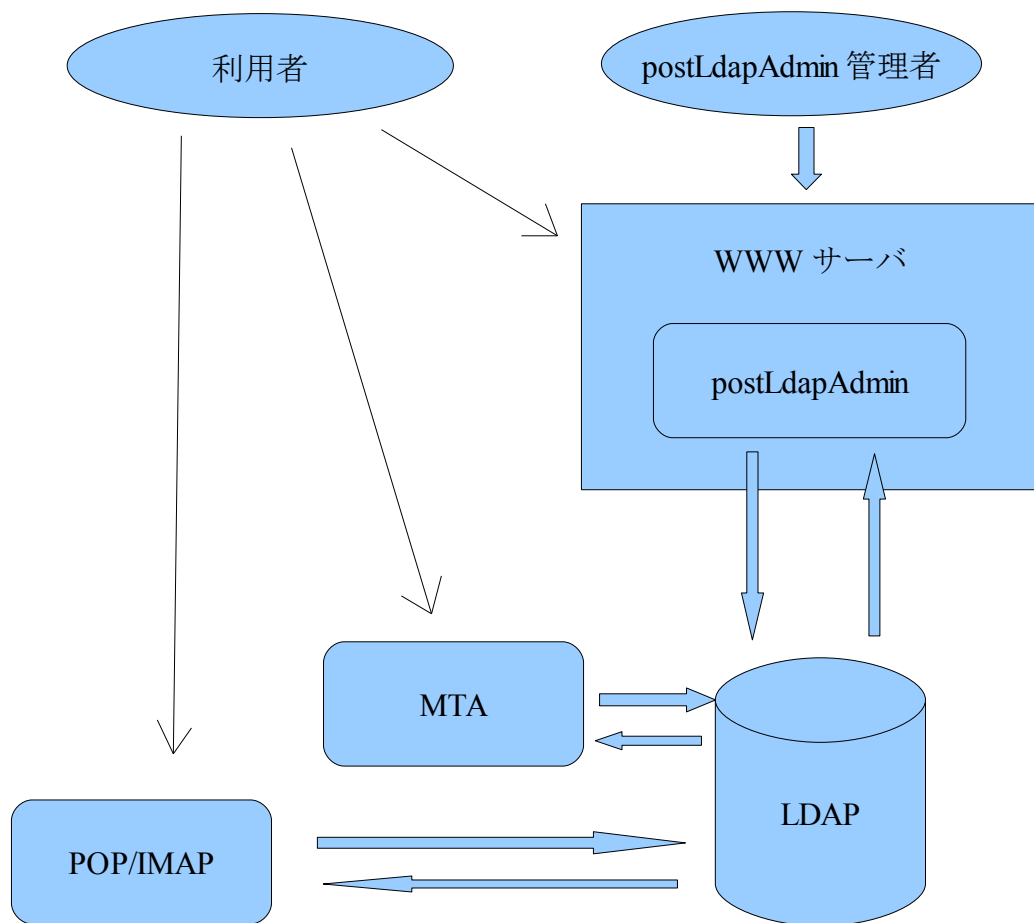 利用者
postLdapAdmin 管理者
WWW サーバ
postLdapAdmin
MTA
LDAP
POP/IMAP